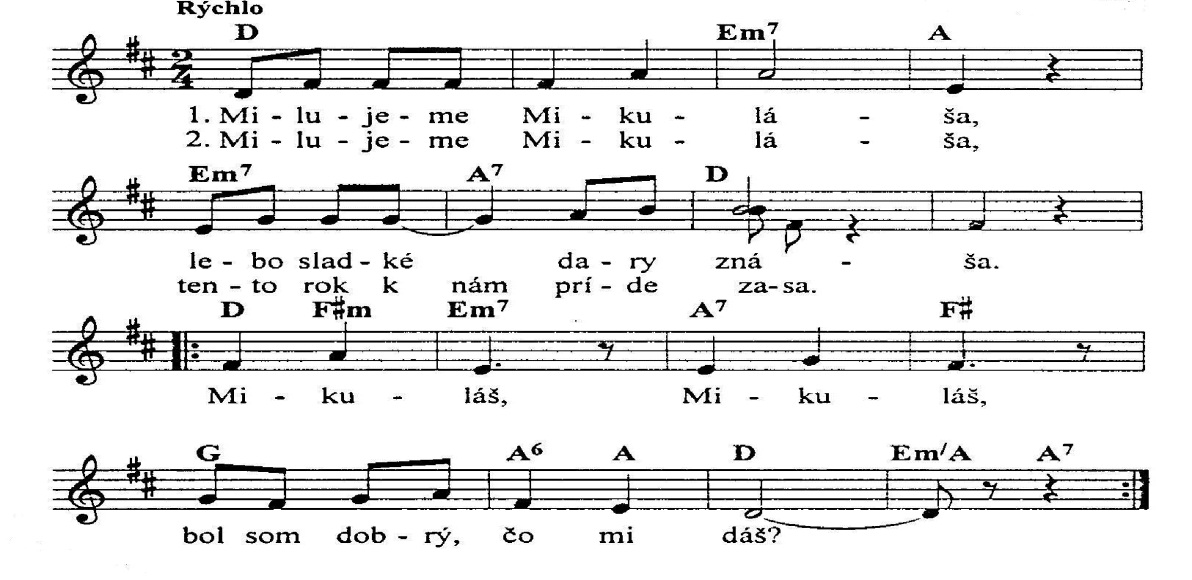 Rýchlo
D Em7 A
2
4
1. Mi - lu - je - me Mi - ku - lá - ša,
2. Mi - lu - je - me Mi - ku - lá - ša,
Em7 A7 D
le - bo slad - ké da - ry zná - ša.
ten - to rok k nám prí - de za - sa.
D F♯m Em7 A7 F♯
Mi - ku - láš, Mi - ku - láš,
G A6 A D Em/A A7
bol som dob - rý, čo mi dáš?